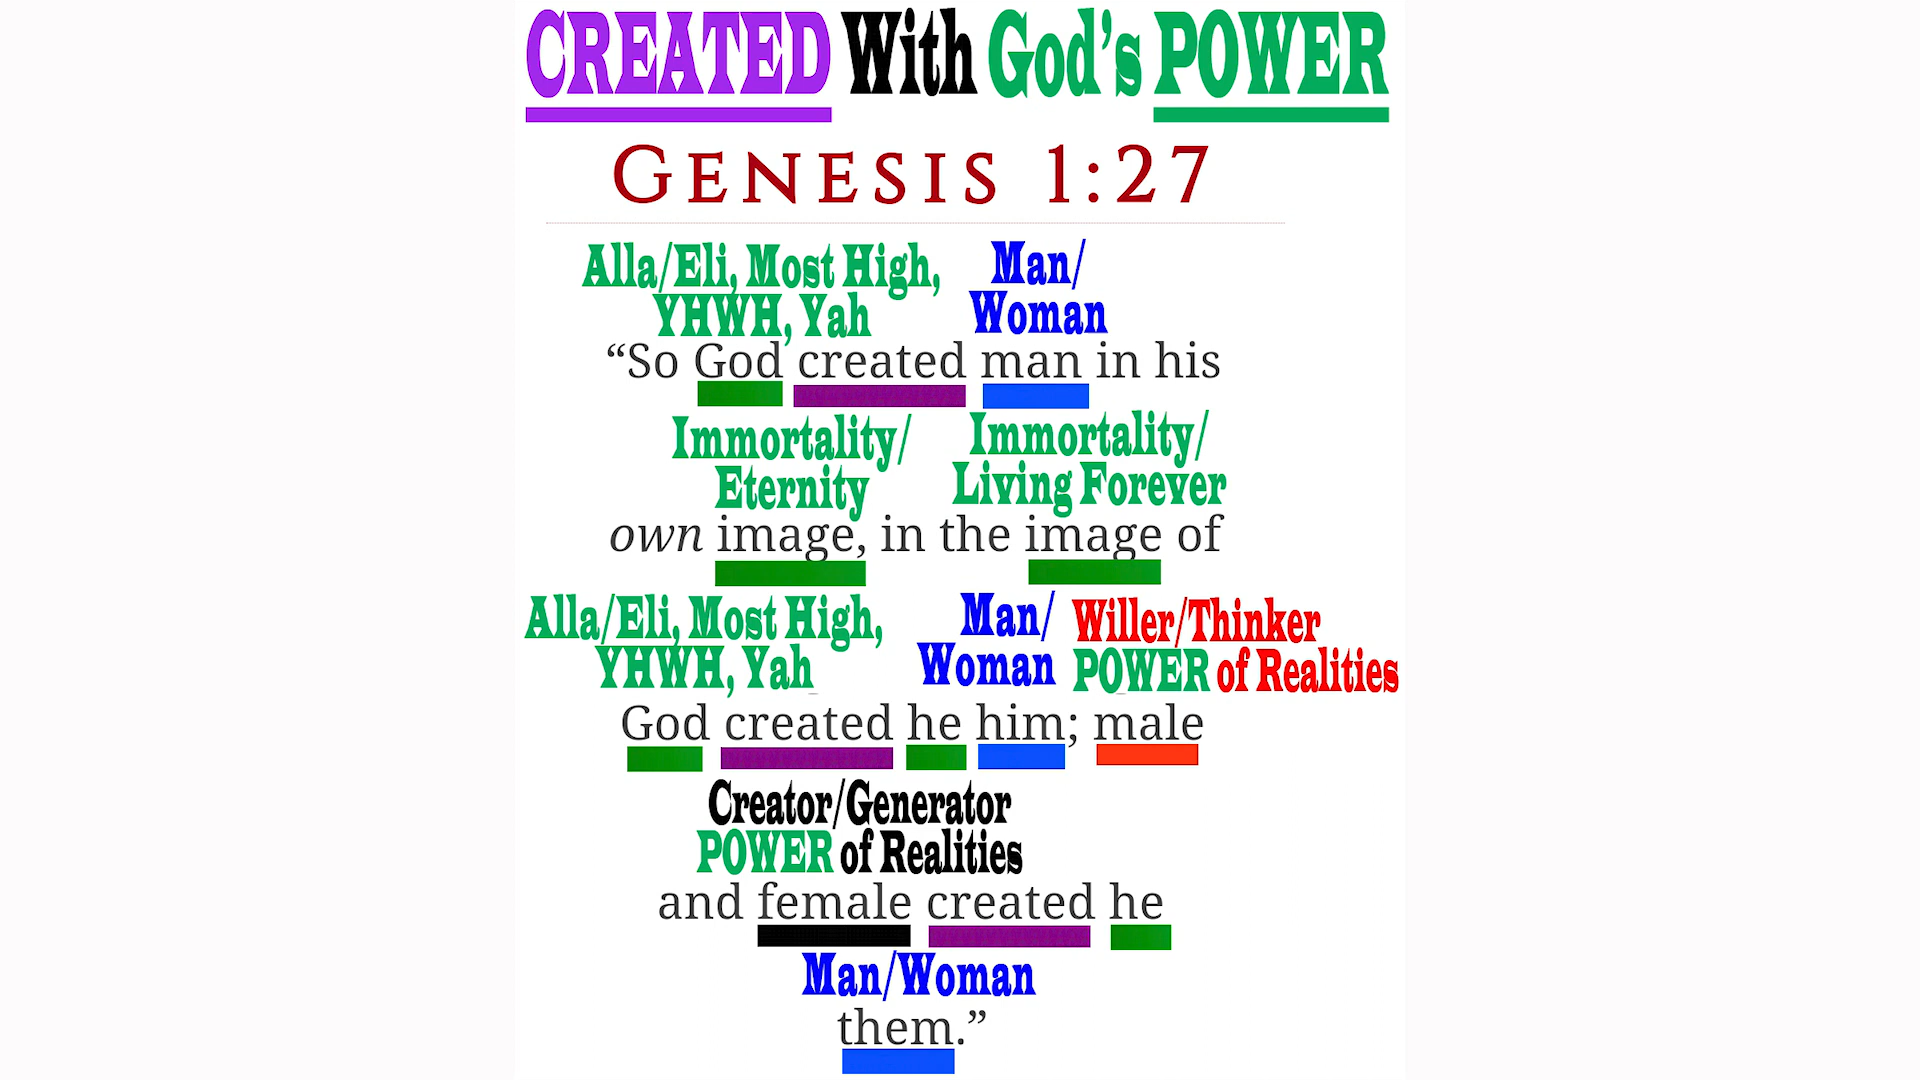 CREATED With God's POWER
GENESIS 1:27
Alla/Eli, Most High, Man/
YHWH, Yah Woman
“So God created man in his
Immortality/ Immortality/
Eternity Living Forever
own image, in the image of
Alla/Eli, Most High, Man/ Willer/Thinker
YHWH, Yah Woman POWER of Realities
God created he him; male
Creator/Generator
POWER of Realities
and female created he
Man/Woman
them.”